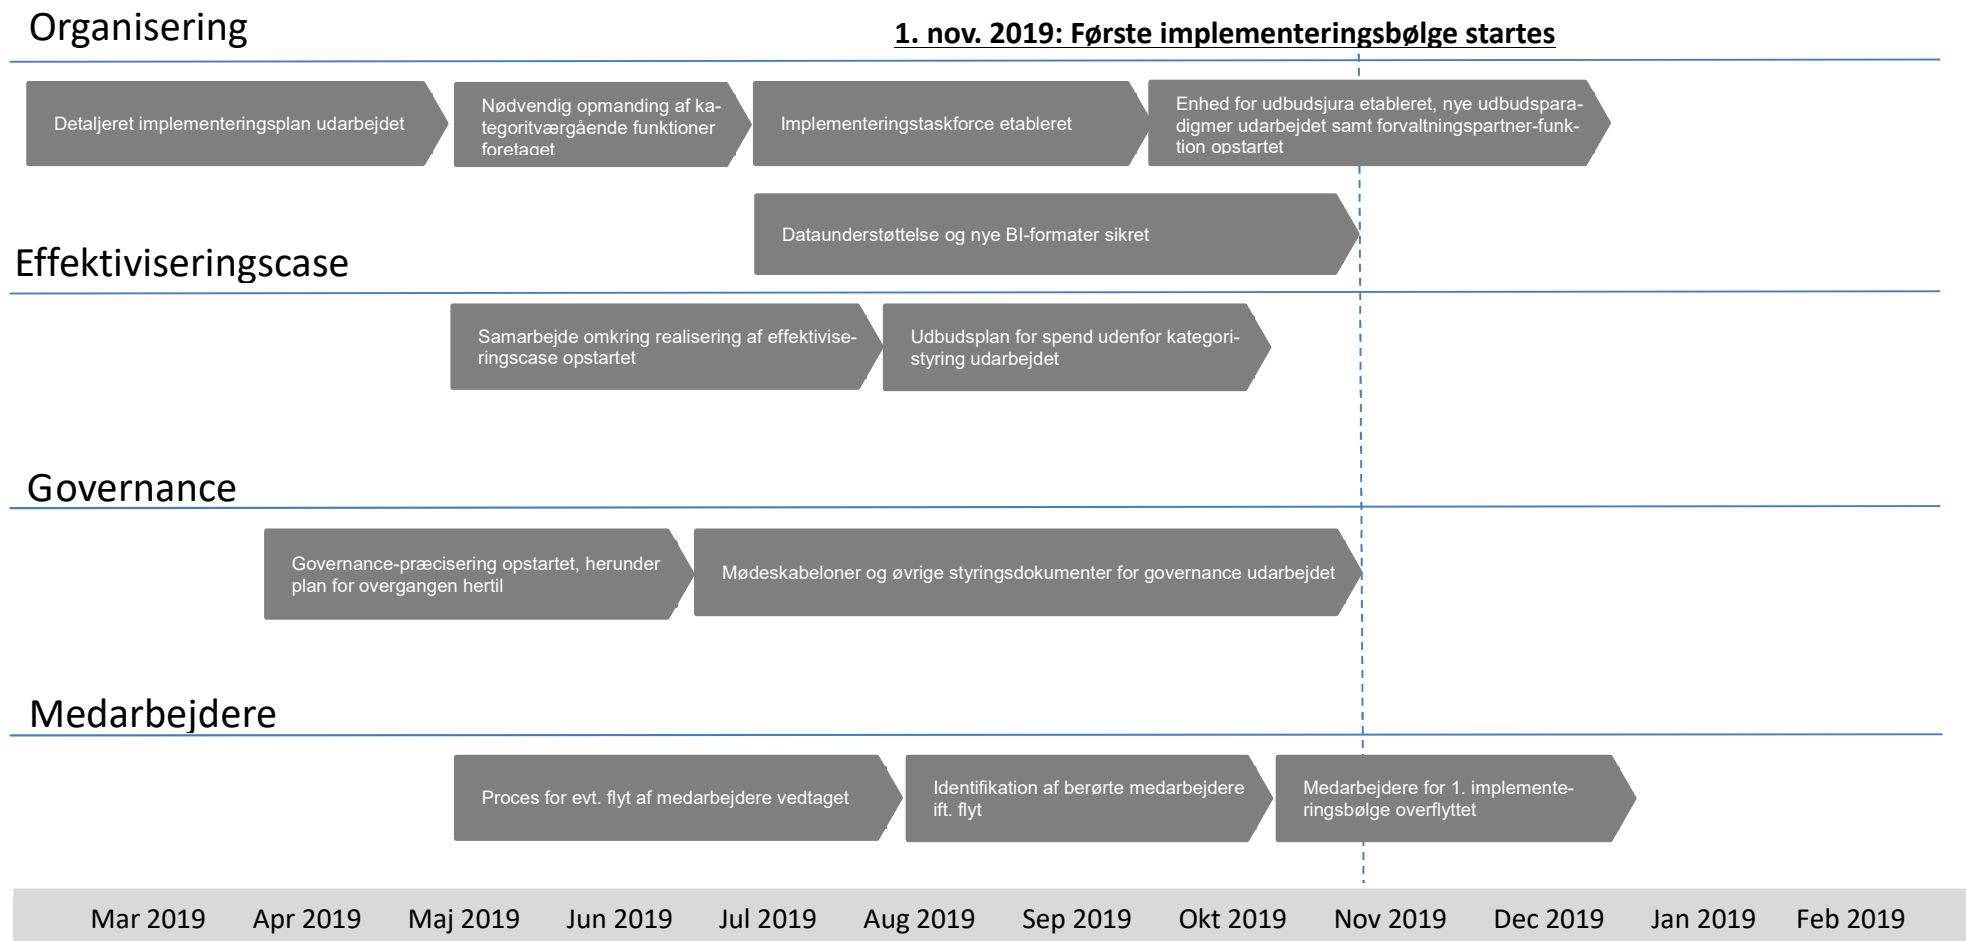 Organisering
1. nov. 2019: Første implementeringsbølge startes
Detaljeret implementeringsplan udarbejdet
Nødvendig opmanding af ka-
tegoritværgående funktioner
foretaget
Implementeringstaskforce etableret
Enhed for udbudsjura etableret, nye udbudspara-
digmer udarbejdet samt forvaltningspartner-funk-
tion opstartet
Dataunderstøttelse og nye BI-formater sikret
Effektiviseringscase
Samarbejde omkring realisering af effektivise-
ringscase opstartet
Udbudsplan for spend udenfor kategori-
styring udarbejdet
Governance
Governance-præcisering opstartet, herunder
plan for overgangen hertil
Mødeskabeloner og øvrige styringsdokumenter for governance udarbejdet
Medarbejdere
Proces for evt. flyt af medarbejdere vedtaget
Identifikation af berørte medarbejdere
ift. flyt
Medarbejdere for 1. implemente-
ringsbølge overflyttet
Mar 2019 Apr 2019 Maj 2019 Jun 2019 Jul 2019 Aug 2019 Sep 2019 Okt 2019 Nov 2019 Dec 2019 Jan 2019 Feb 2019